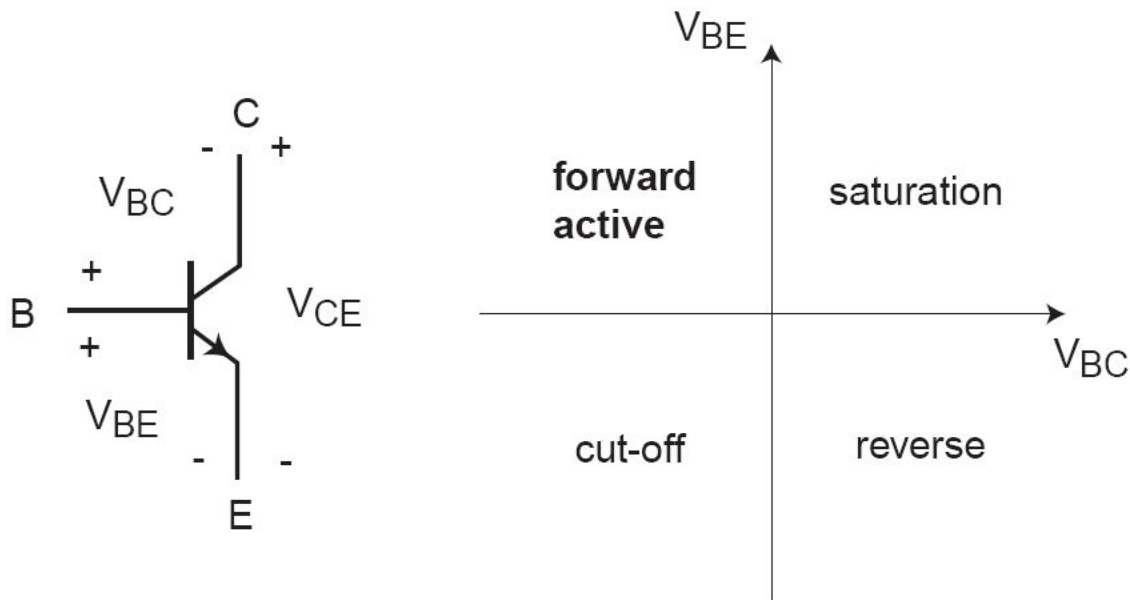 C
- +
VBC
+
B
VCE
+
VBE
- -
E
VBE
forward
active
saturation
VBC
cut-off
reverse